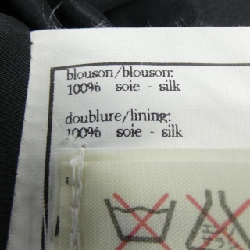 blouson/blouson:
100% soie - silk
doublure/lining:
100% soie - silk